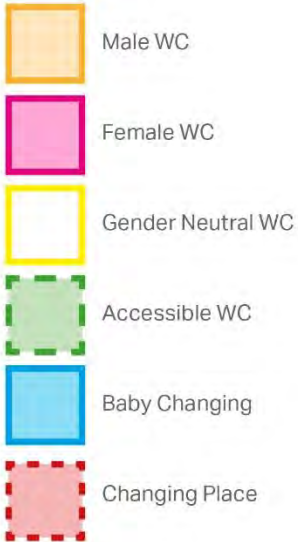 Male WC
Female WC
Gender Neutral WC
Accessible WC
Baby Changing
Changing Place